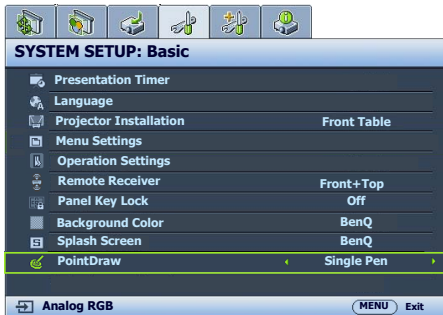 SYSTEM SETUP: Basic
Presentation Timer
Language
Projector Installation Front Table
Menu Settings
Operation Settings
Remote Receiver Front+Top
Panel Key Lock Off
Background Color BenQ
Splash Screen BenQ
PointDraw Single Pen
Analog RGB MENU Exit